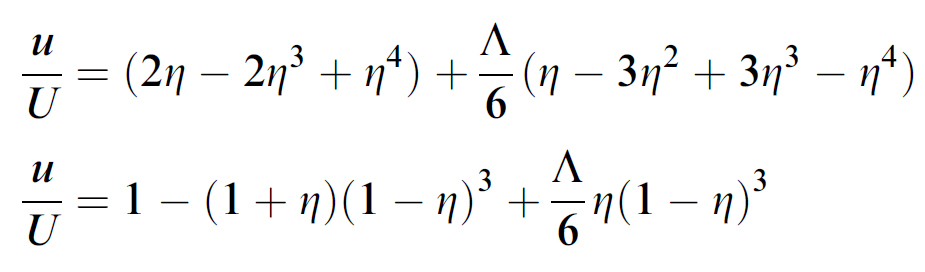 u/U = (2η − 2η³ + η⁴) + Λ/6 (η − 3η² + 3η³ − η⁴)
u/U = 1 − (1 + η)(1 − η)³ + Λ/6 η(1 − η)³